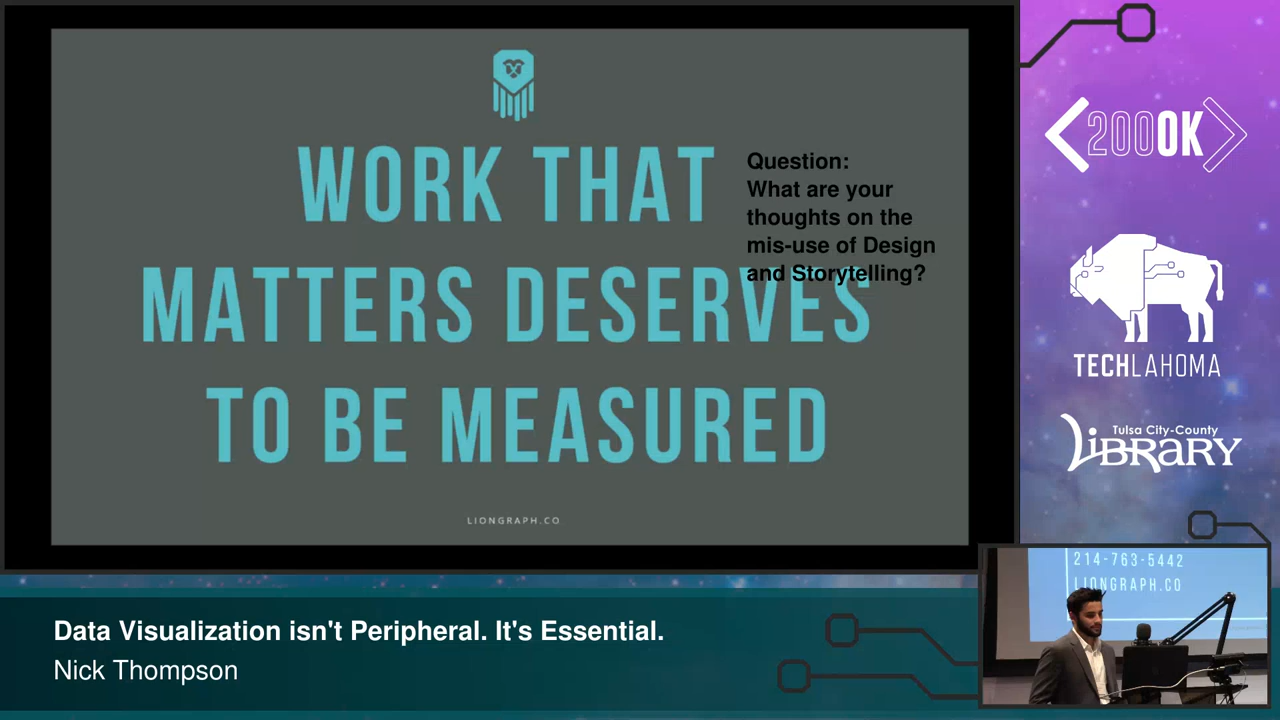 WORK THAT
MATTERS DESERVES
TO BE MEASURED
LIONGRAPH.CO
Question:
What are your
thoughts on the
mis-use of Design
and Storytelling?
<200OK>
TECHLAHOMA
Tulsa City-County
LiBRARY
214-763-5442
LIONGRAPH.CO
Data Visualization isn't Peripheral. It's Essential.
Nick Thompson